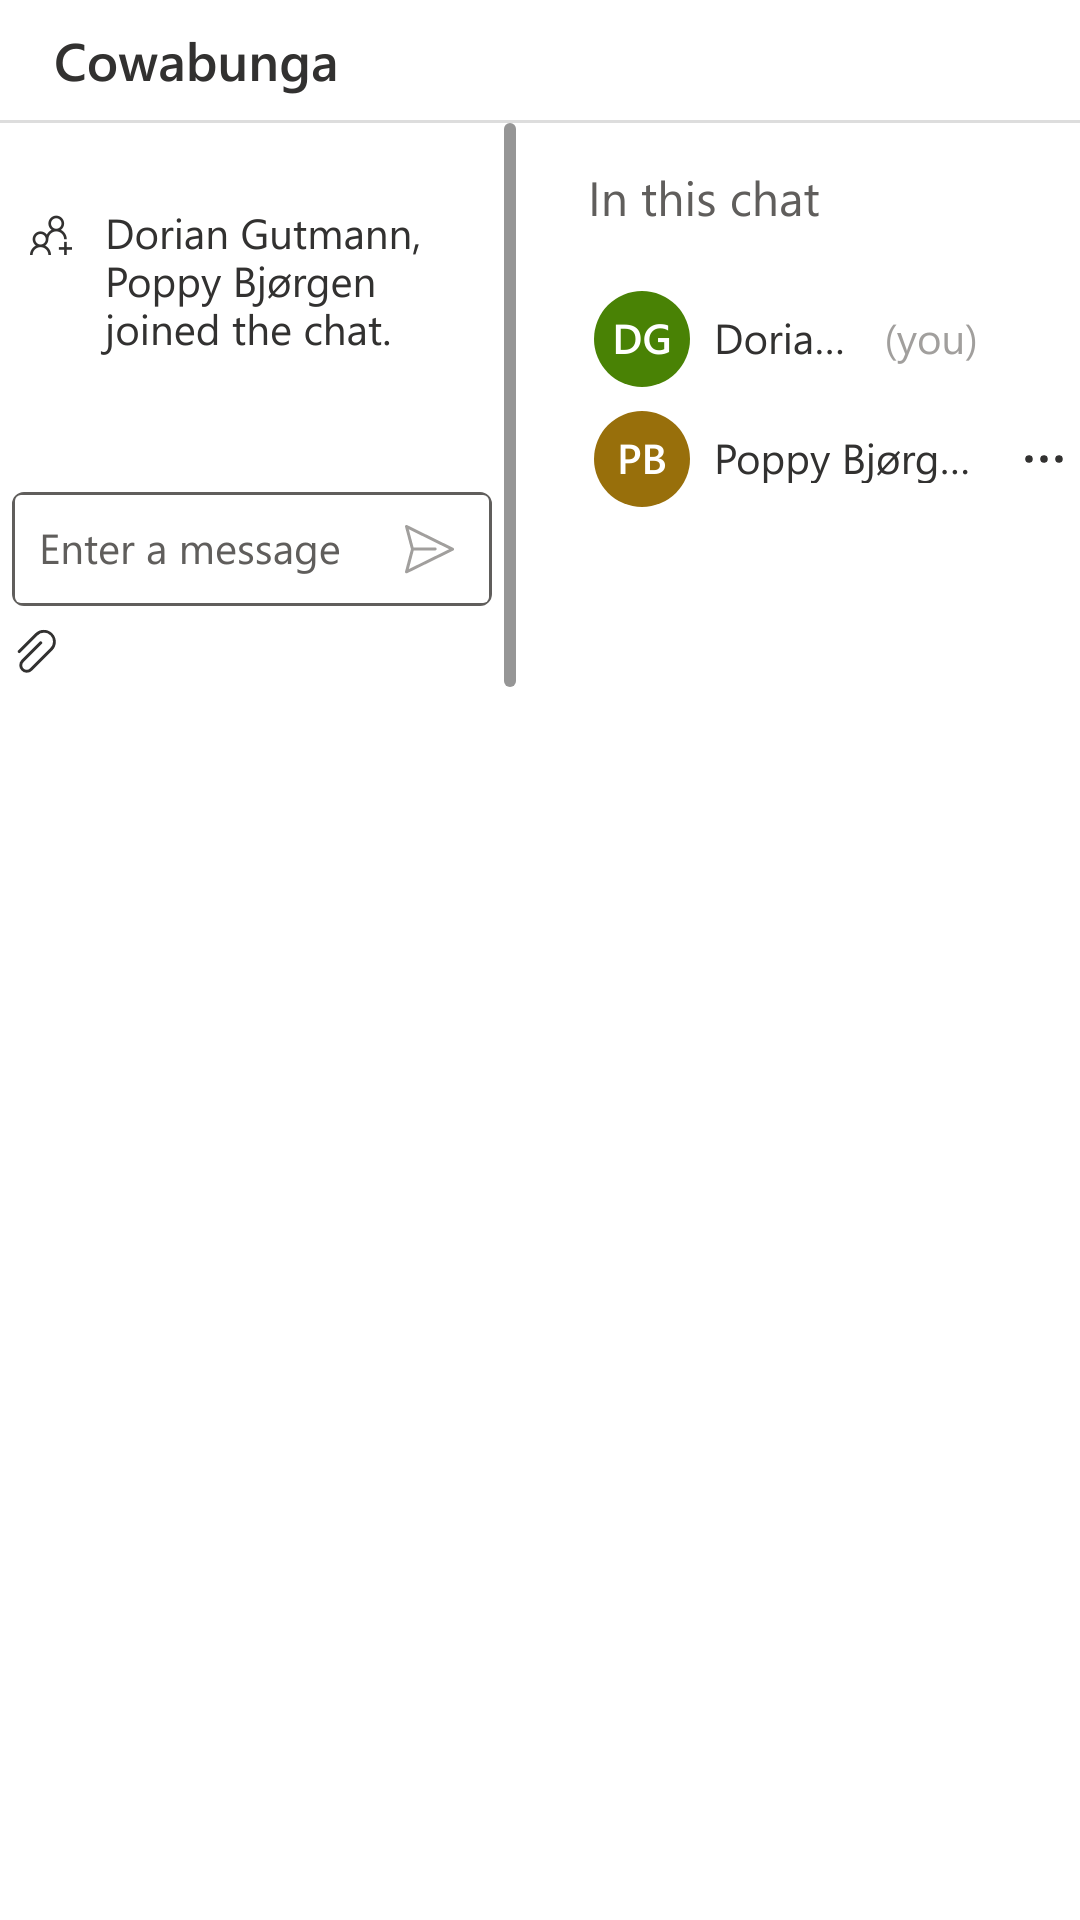 Cowabunga
Dorian Gutmann,
Poppy Bjørgen
joined the chat.
Enter a message
In this chat
DG Doria... (you)
PB Poppy Bjørg...